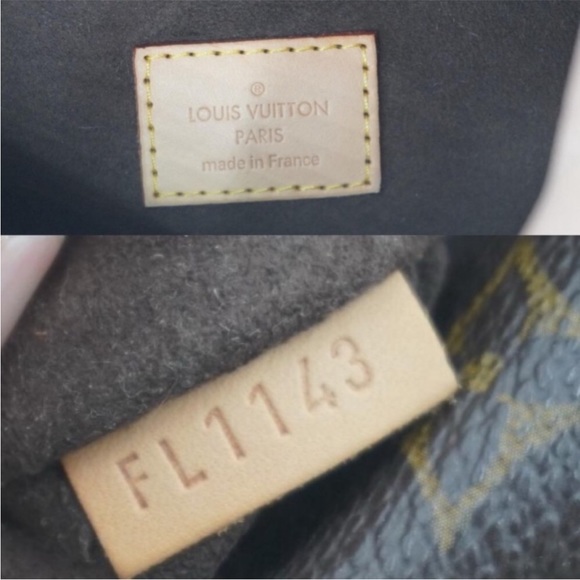 ®
LOUIS VUITTON
PARIS
made in France
FL1143